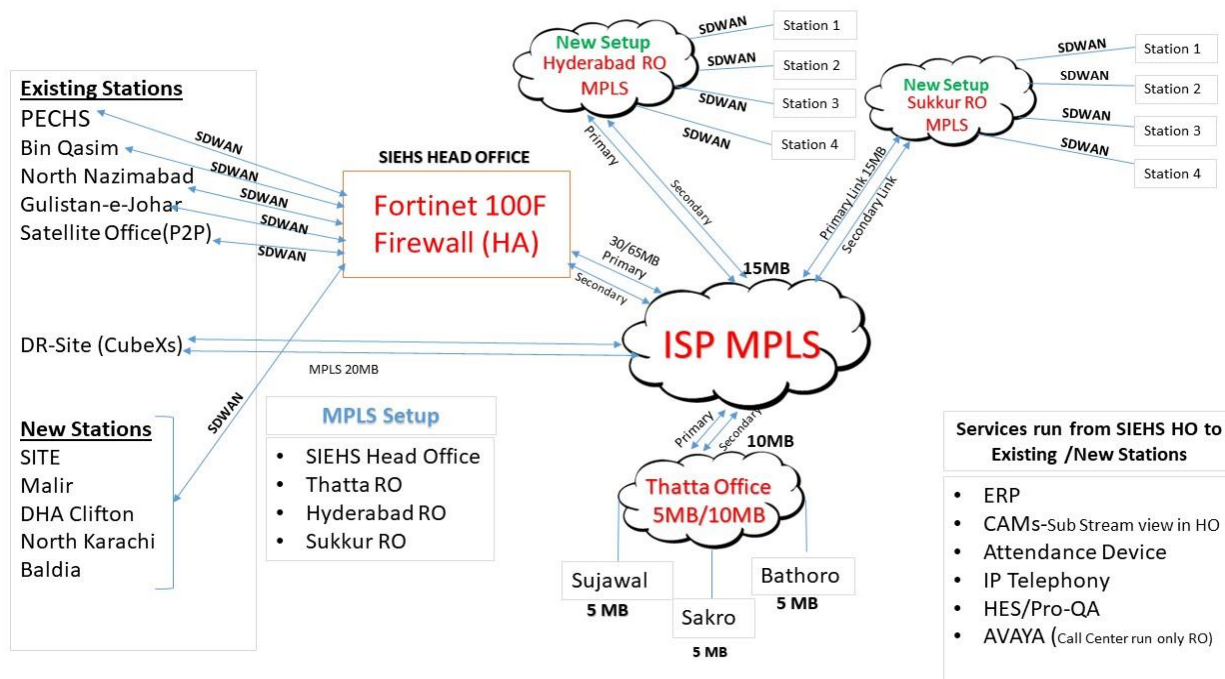 Existing Stations
PECHS
Bin Qasim
North Nazimabad
Gulistan-e-Johar
Satellite Office(P2P)
SDWAN
SDWAN
SDWAN
SDWAN
SDWAN
DR-Site (CubeXs)
MPLS 20MB
New Stations
SITE
Malir
DHA Clifton
North Karachi
Baldia
SDWAN
SIEHS HEAD OFFICE
Fortinet 100F
Firewall (HA)
30/65MB
Primary
Secondary
New Setup
Hyderabad RO
MPLS
SDWAN
Station 1
SDWAN
Station 2
SDWAN
Station 3
SDWAN
Station 4
Primary
Secondary
15MB
New Setup
Sukkur RO
MPLS
SDWAN
Station 1
SDWAN
Station 2
SDWAN
Station 3
SDWAN
Station 4
Primary Link 15MB
Secondary Link
ISP MPLS
Primary
Secondary
10MB
Thatta Office
5MB/10MB
Sujawal
5 MB
Sakro
5 MB
Bathoro
5 MB
MPLS Setup
• SIEHS Head Office
• Thatta RO
• Hyderabad RO
• Sukkur RO
Services run from SIEHS HO to
Existing /New Stations
• ERP
• CAMs-Sub Stream view in HO
• Attendance Device
• IP Telephony
• HES/Pro-QA
• AVAYA (Call Center run only RO)